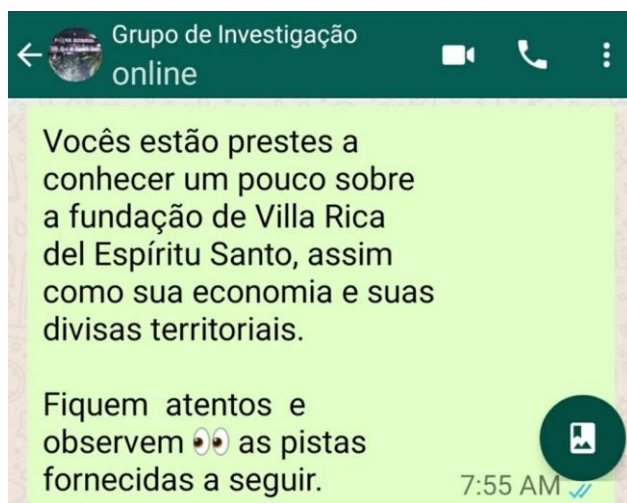 Grupo de Investigação
online
Vocês estão prestes a
conhecer um pouco sobre
a fundação de Villa Rica
del Espíritu Santo, assim
como sua economia e suas
divisas territoriais.
Fiquem atentos e
observem 👀 as pistas
fornecidas a seguir.
7:55 AM